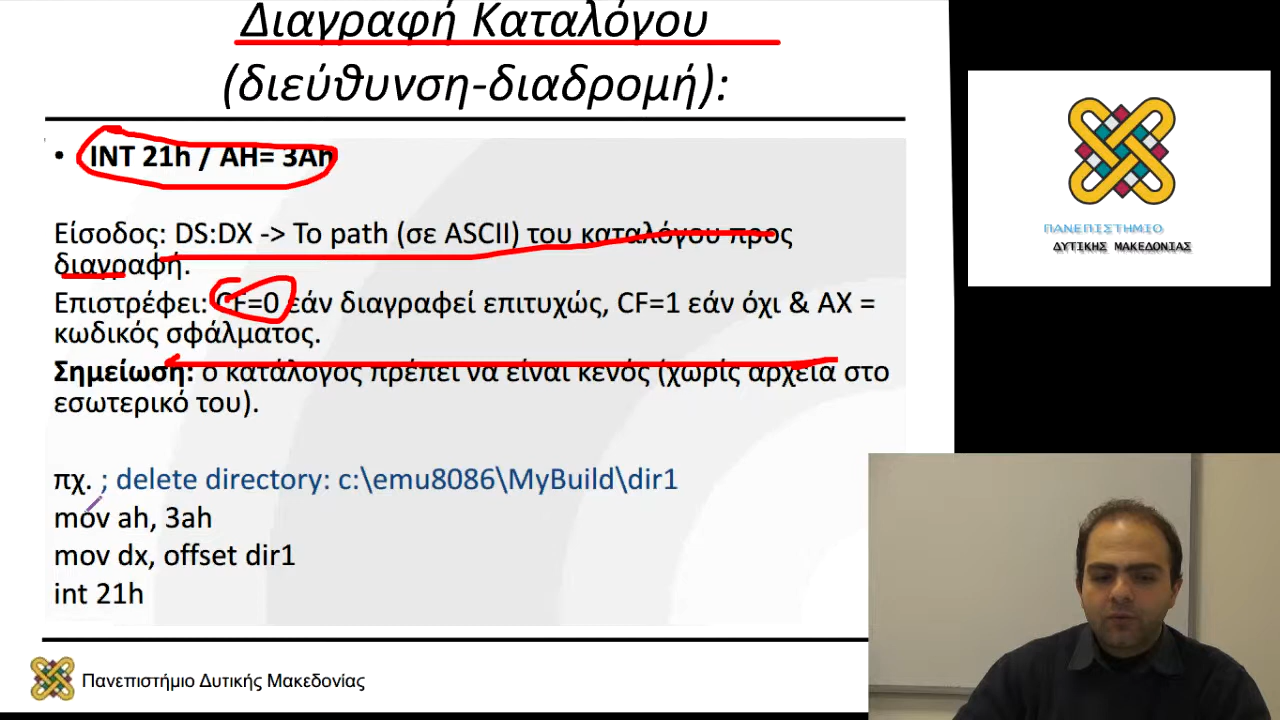 Διαγραφή Καταλόγου
(διεύθυνση-διαδρομή):
• INT 21h / AH= 3Ah
Είσοδος: DS:DX -> Το path (σε ASCII) του καταλόγου προς
διαγραφή.
Επιστρέφει: CF=0 εάν διαγραφεί επιτυχώς, CF=1 εάν όχι & AX =
κωδικός σφάλματος.
Σημείωση: ο κατάλογος πρέπει να είναι κενός (χωρίς αρχεία στο
εσωτερικό του).
πχ. ; delete directory: c:\emu8086\MyBuild\dir1
mov ah, 3ah
mov dx, offset dir1
int 21h
Πανεπιστήμιο Δυτικής Μακεδονίας
ΠΑΝΕΠΙΣΤΗΜΙΟ
ΔΥΤΙΚΗΣ ΜΑΚΕΔΟΝΙΑΣ